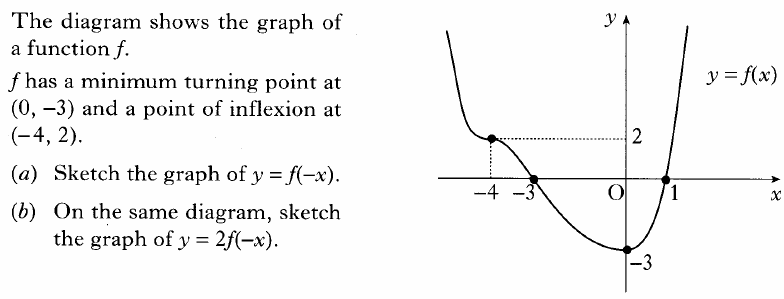 The diagram shows the graph of
a function f.
f has a minimum turning point at
(0, –3) and a point of inflexion at
(–4, 2).
(a) Sketch the graph of y = f(–x).
(b) On the same diagram, sketch
the graph of y = 2f(–x).
y
y = f(x)
2
–4 –3 O 1 x
–3